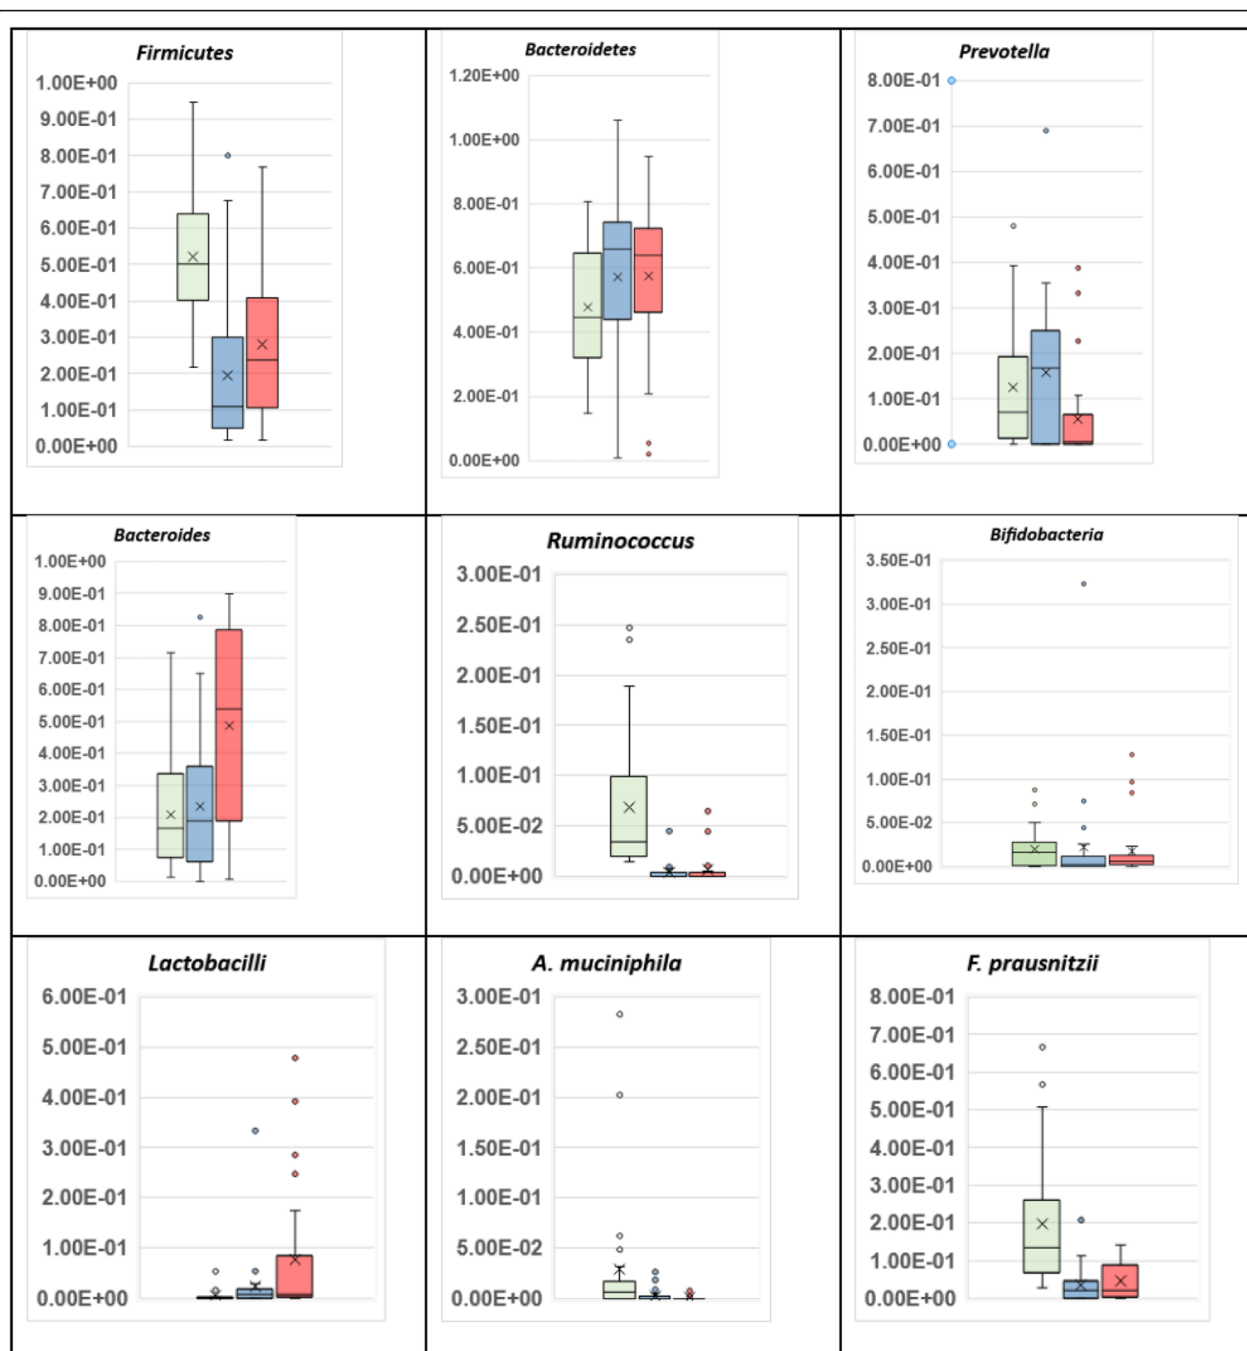 Firmicutes
1.00E+00
9.00E-01
8.00E-01
7.00E-01
6.00E-01
5.00E-01
4.00E-01
3.00E-01
2.00E-01
1.00E-01
0.00E+00
Bacteroidetes
1.20E+00
1.00E+00
8.00E-01
6.00E-01
4.00E-01
2.00E-01
0.00E+00
Prevotella
8.00E-01
7.00E-01
6.00E-01
5.00E-01
4.00E-01
3.00E-01
2.00E-01
1.00E-01
0.00E+00
Bacteroides
1.00E+00
9.00E-01
8.00E-01
7.00E-01
6.00E-01
5.00E-01
4.00E-01
3.00E-01
2.00E-01
1.00E-01
0.00E+00
Ruminococcus
3.00E-01
2.50E-01
2.00E-01
1.50E-01
1.00E-01
5.00E-02
0.00E+00
Bifidobacteria
3.50E-01
3.00E-01
2.50E-01
2.00E-01
1.50E-01
1.00E-01
5.00E-02
0.00E+00
Lactobacilli
6.00E-01
5.00E-01
4.00E-01
3.00E-01
2.00E-01
1.00E-01
0.00E+00
A. muciniphila
3.00E-01
2.50E-01
2.00E-01
1.50E-01
1.00E-01
5.00E-02
0.00E+00
F. prausnitzii
8.00E-01
7.00E-01
6.00E-01
5.00E-01
4.00E-01
3.00E-01
2.00E-01
1.00E-01
0.00E+00